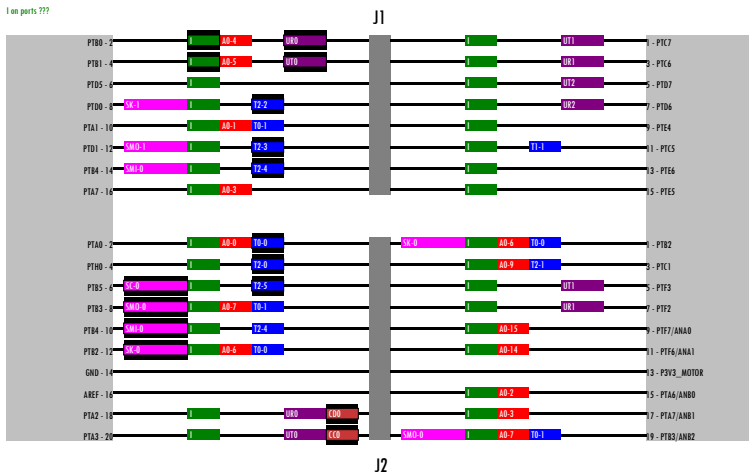 I on ports ???
J1
PTB0 - 2 I A0-4 UR0 I UT1 1 - PTC7
PTB1 - 4 I A0-5 UT0 I UR1 3 - PTC6
PTD5 - 6 I I UT2 5 - PTD7
PTD0 - 8 SK-1 I T2-2 I UR2 7 - PTD6
PTA1 - 10 I A0-1 T0-1 I 9 - PTE4
PTD1 - 12 SMO-1 I T2-3 I T1-1 11 - PTC5
PTB4 - 14 SMI-0 I T2-4 I 13 - PTE6
PTA7 - 16 I A0-3 I 15 - PTE5
PTA0 - 2 I A0-0 T0-0 SK-0 I A0-6 T0-0 1 - PTB2
PTH0 - 4 I T2-0 I A0-9 T2-1 3 - PTC1
PTB5 - 6 SC-0 I T2-5 I UT1 5 - PTF3
PTB3 - 8 SMO-0 I A0-7 T0-1 I UR1 7 - PTF2
PTB4 - 10 SMI-0 I T2-4 I A0-15 9 - PTF7/ANA0
PTB2 - 12 SK-0 I A0-6 T0-0 I A0-14 11 - PTF6/ANA1
GND - 14 13 - P3V3_MOTOR
AREF - 16 I A0-2 15 - PTA6/ANB0
PTA2 - 18 I UR0 CD0 I A0-3 17 - PTA7/ANB1
PTA3 - 20 I UT0 CC0 SMO-0 I A0-7 T0-1 19 - PTB3/ANB2
J2